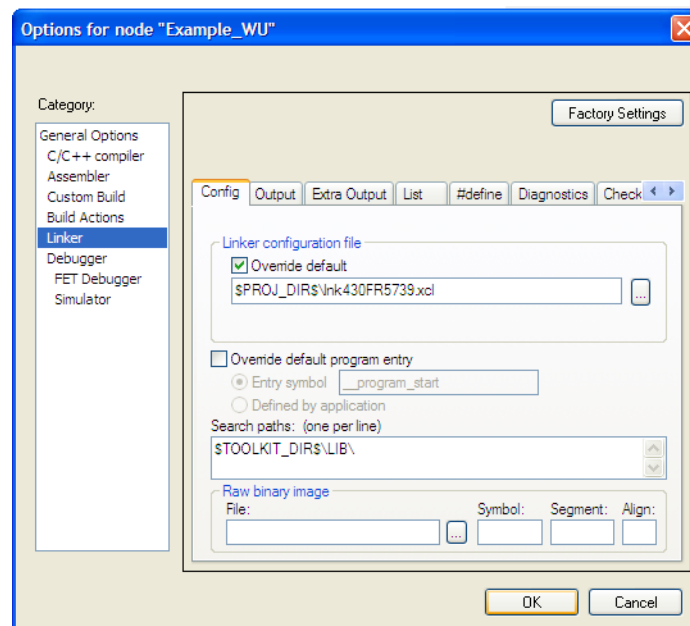 Options for node "Example_WU"
Category:
Factory Settings
General Options
C/C++ compiler
Assembler
Custom Build
Build Actions
Linker
Debugger
FET Debugger
Simulator
Config Output Extra Output List #define Diagnostics Check
Linker configuration file
Override default
$PROJ_DIR$\lnk430FR5739.xcl
...
Override default program entry
Entry symbol __program_start
Defined by application
Search paths: (one per line)
$TOOLKIT_DIR$\LIB\
Raw binary image
File: Symbol: Segment: Align:
...
OK Cancel